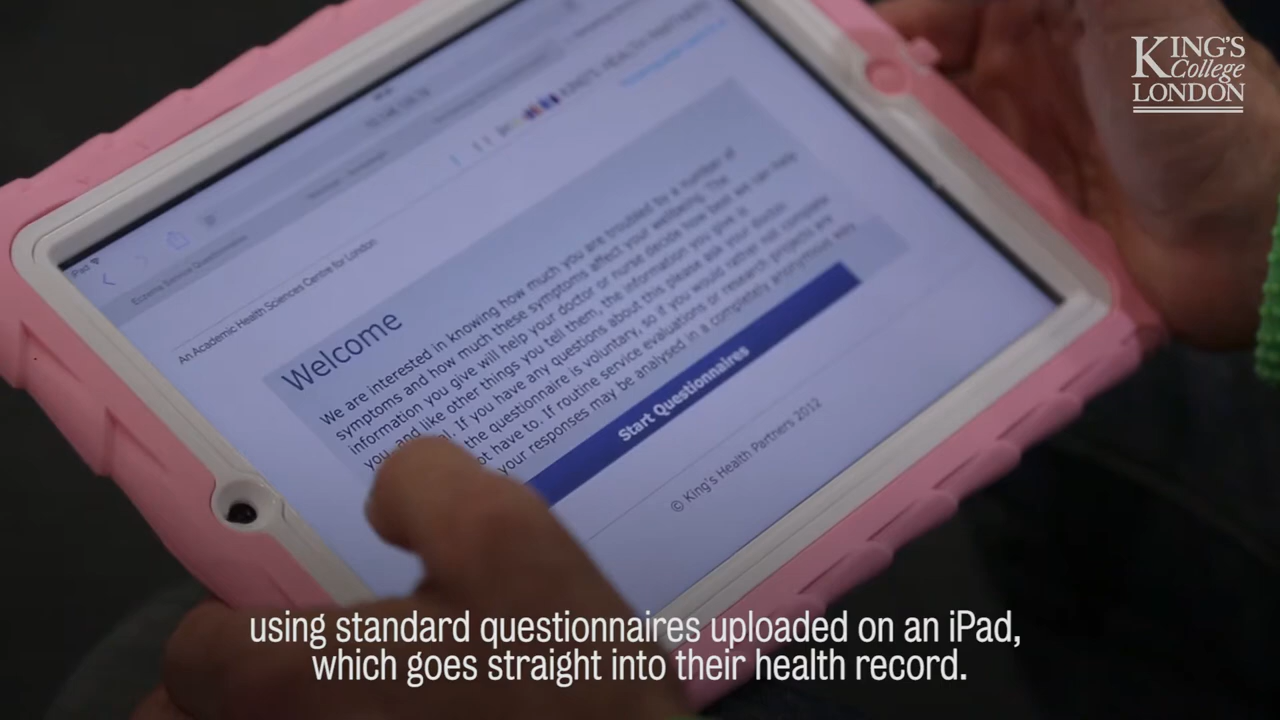 KING'S
College
LONDON
iPad
KING'S HEALTH PARTNERS
An Academic Health Sciences Centre for London
Welcome
We are interested in knowing how much you are troubled by a number of
symptoms and how much these symptoms affect your wellbeing. The
information you give will help your doctor or nurse decide how best we can help
you, and like other things you tell them, the information you give is
If you have any questions about this please ask your doctor.
the questionnaire is voluntary, so if you would rather not complete
not have to. If routine service evaluations or research projects are
your responses may be analysed in a completely anonymous way
Start Questionnaires
© King's Health Partners 2012
using standard questionnaires uploaded on an iPad,
which goes straight into their health record.